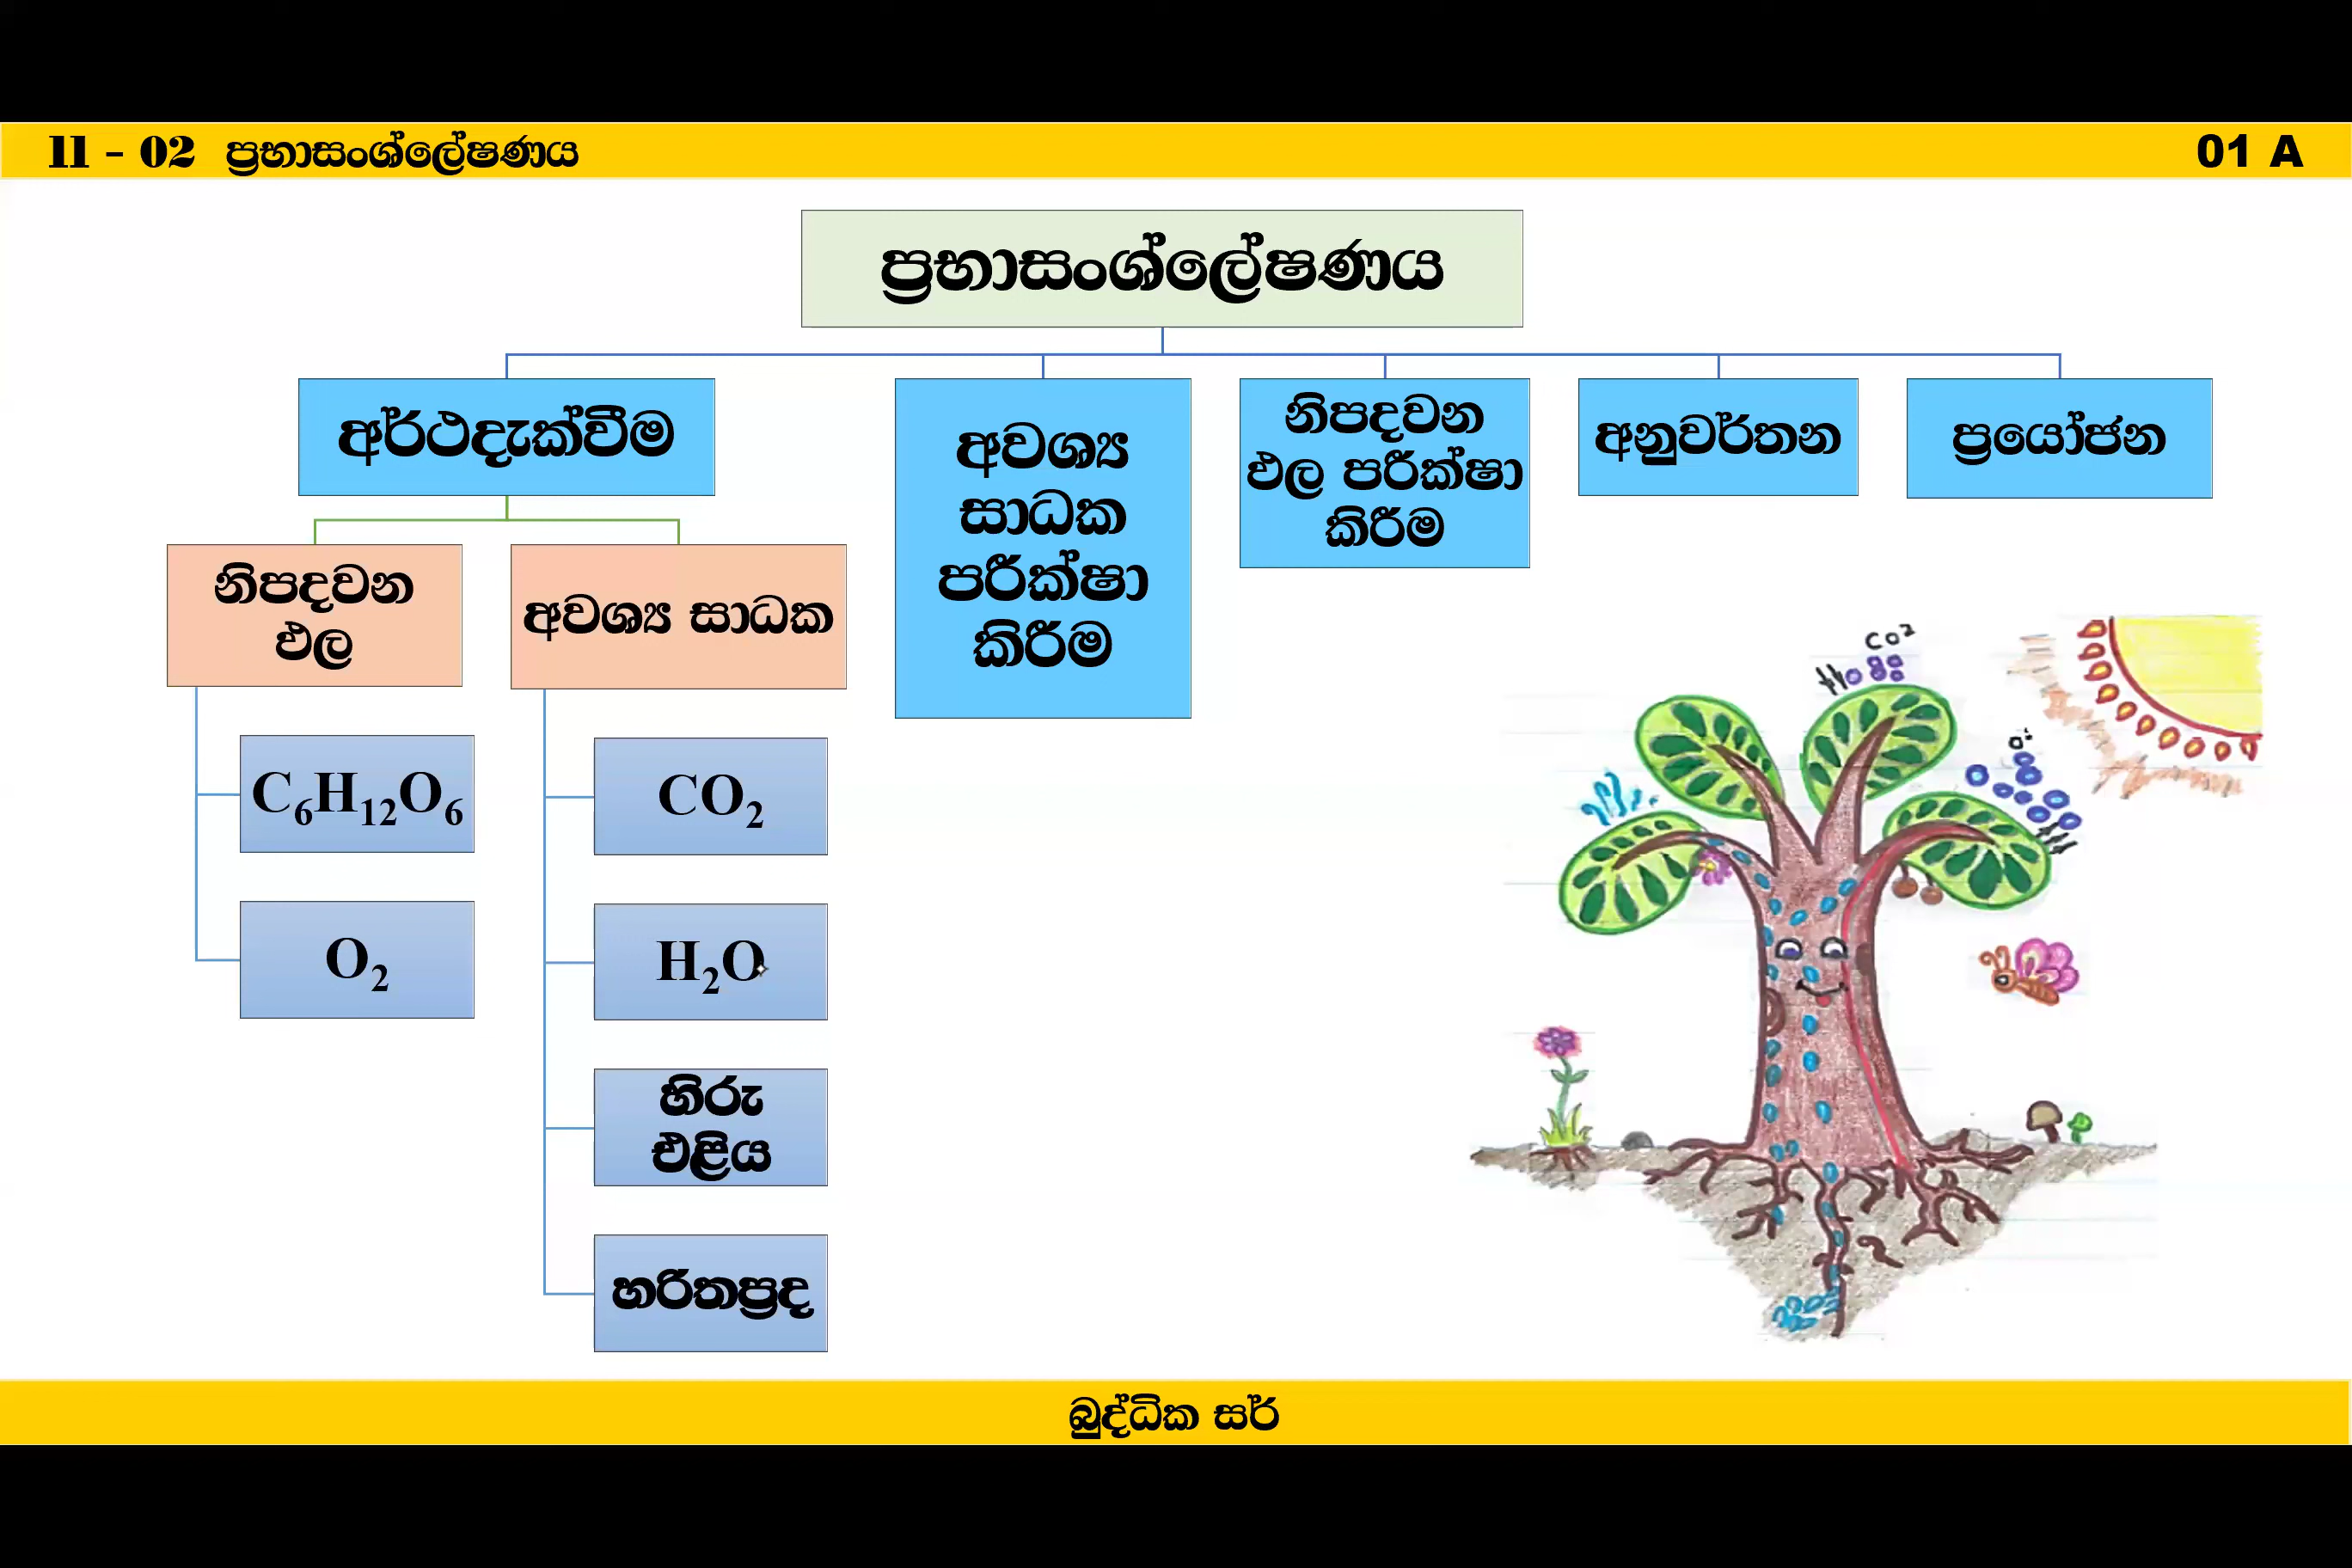 11 - 02 ප්‍රභාසංශ්ලේෂණය
01 A
ප්‍රභාසංශ්ලේෂණය
අර්ථදැක්වීම
අවශ්‍ය
සාධක
පරීක්ෂා
කිරීම
නිපදවන
ඵල පරීක්ෂා
කිරීම
අනුවර්තන
ප්‍රයෝජන
නිපදවන
ඵල
අවශ්‍ය සාධක
C₆H₁₂O₆
O₂
CO₂
H₂O
හිරු
එළිය
හරිතප්‍රද
CO²
O²
බුද්ධික සර්